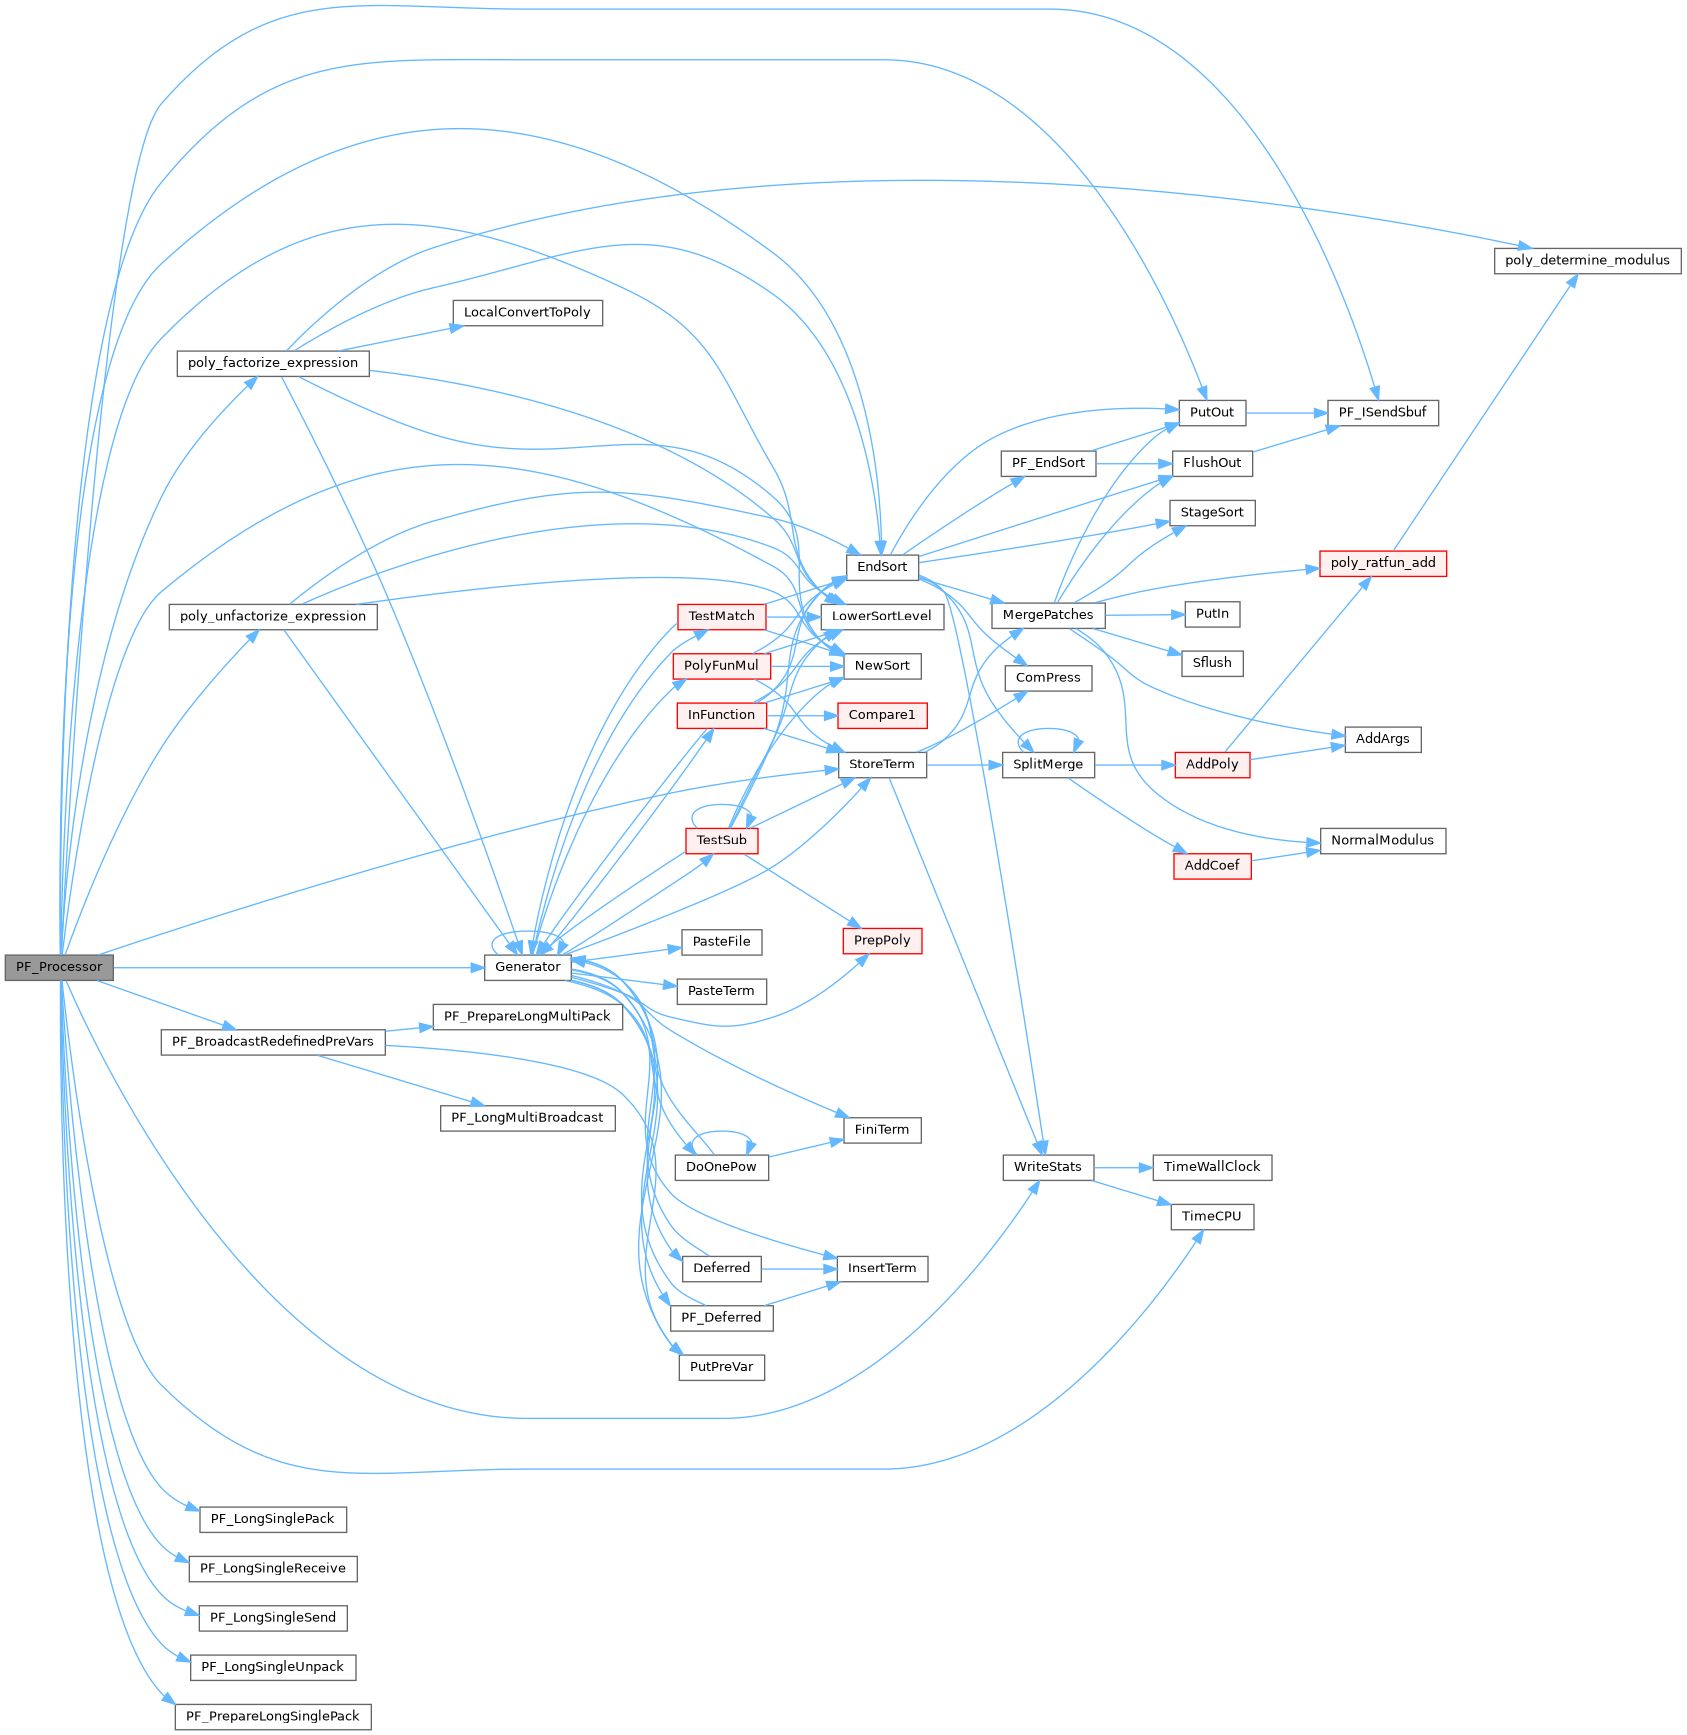 poly_determine_modulus
LocalConvertToPoly
poly_factorize_expression
PutOut
PF_ISendSbuf
PF_EndSort
FlushOut
StageSort
EndSort
poly_ratfun_add
poly_unfactorize_expression
TestMatch
LowerSortLevel
MergePatches
PutIn
PolyFunMul
NewSort
ComPress
Sflush
InFunction
Compare1
AddArgs
StoreTerm
SplitMerge
AddPoly
TestSub
NormalModulus
AddCoef
PasteFile
PrepPoly
PF_Processor
Generator
PasteTerm
PF_PrepareLongMultiPack
PF_BroadcastRedefinedPreVars
PF_LongMultiBroadcast
FiniTerm
DoOnePow
WriteStats
TimeWallClock
TimeCPU
Deferred
InsertTerm
PF_Deferred
PutPreVar
PF_LongSinglePack
PF_LongSingleReceive
PF_LongSingleSend
PF_LongSingleUnpack
PF_PrepareLongSinglePack